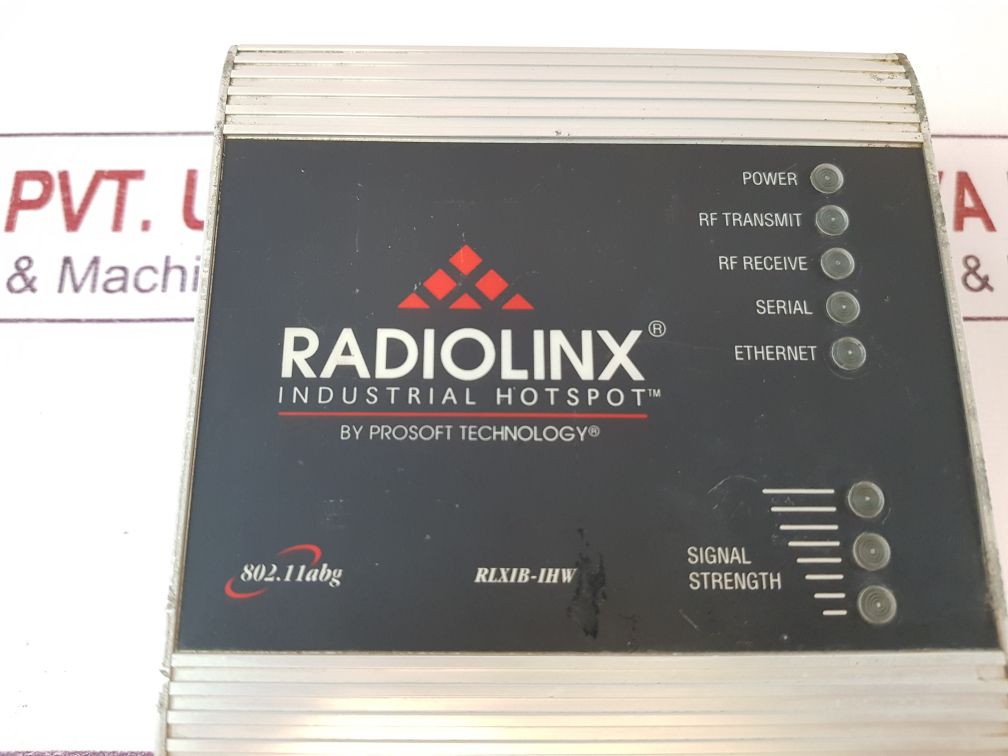 PVT.
& Machi
&
POWER
RF TRANSMIT
RF RECEIVE
SERIAL
ETHERNET
RADIOLINX®
INDUSTRIAL HOTSPOT™
BY PROSOFT TECHNOLOGY®
802.11abg
RLXIB-IHW
SIGNAL
STRENGTH